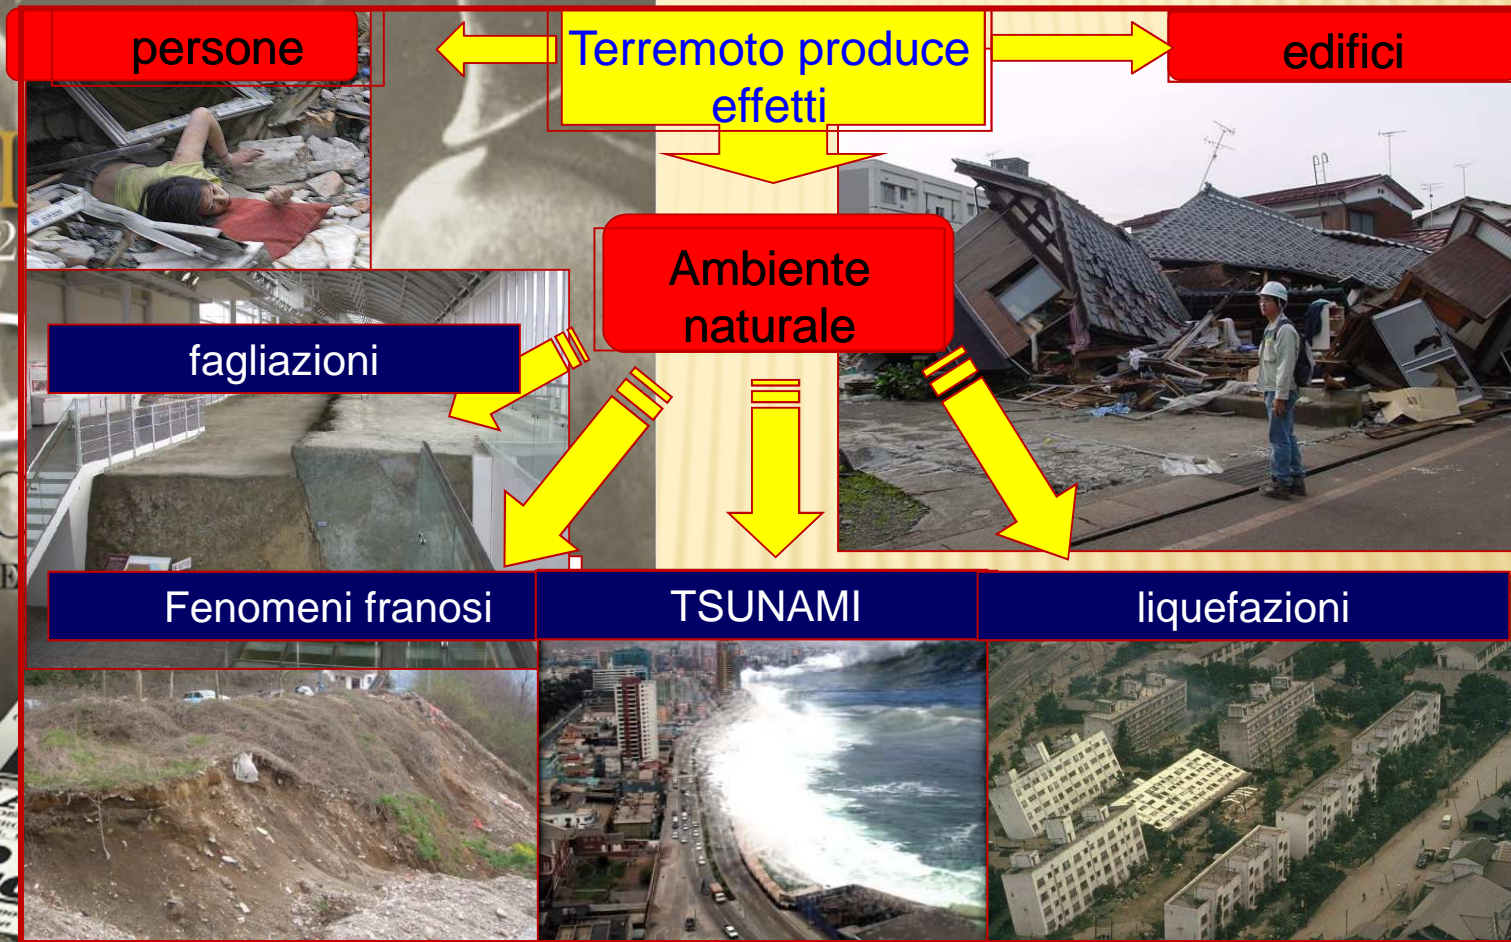 persone
Terremoto produce
effetti
edifici
Ambiente
naturale
fagliazioni
Fenomeni franosi
TSUNAMI
liquefazioni